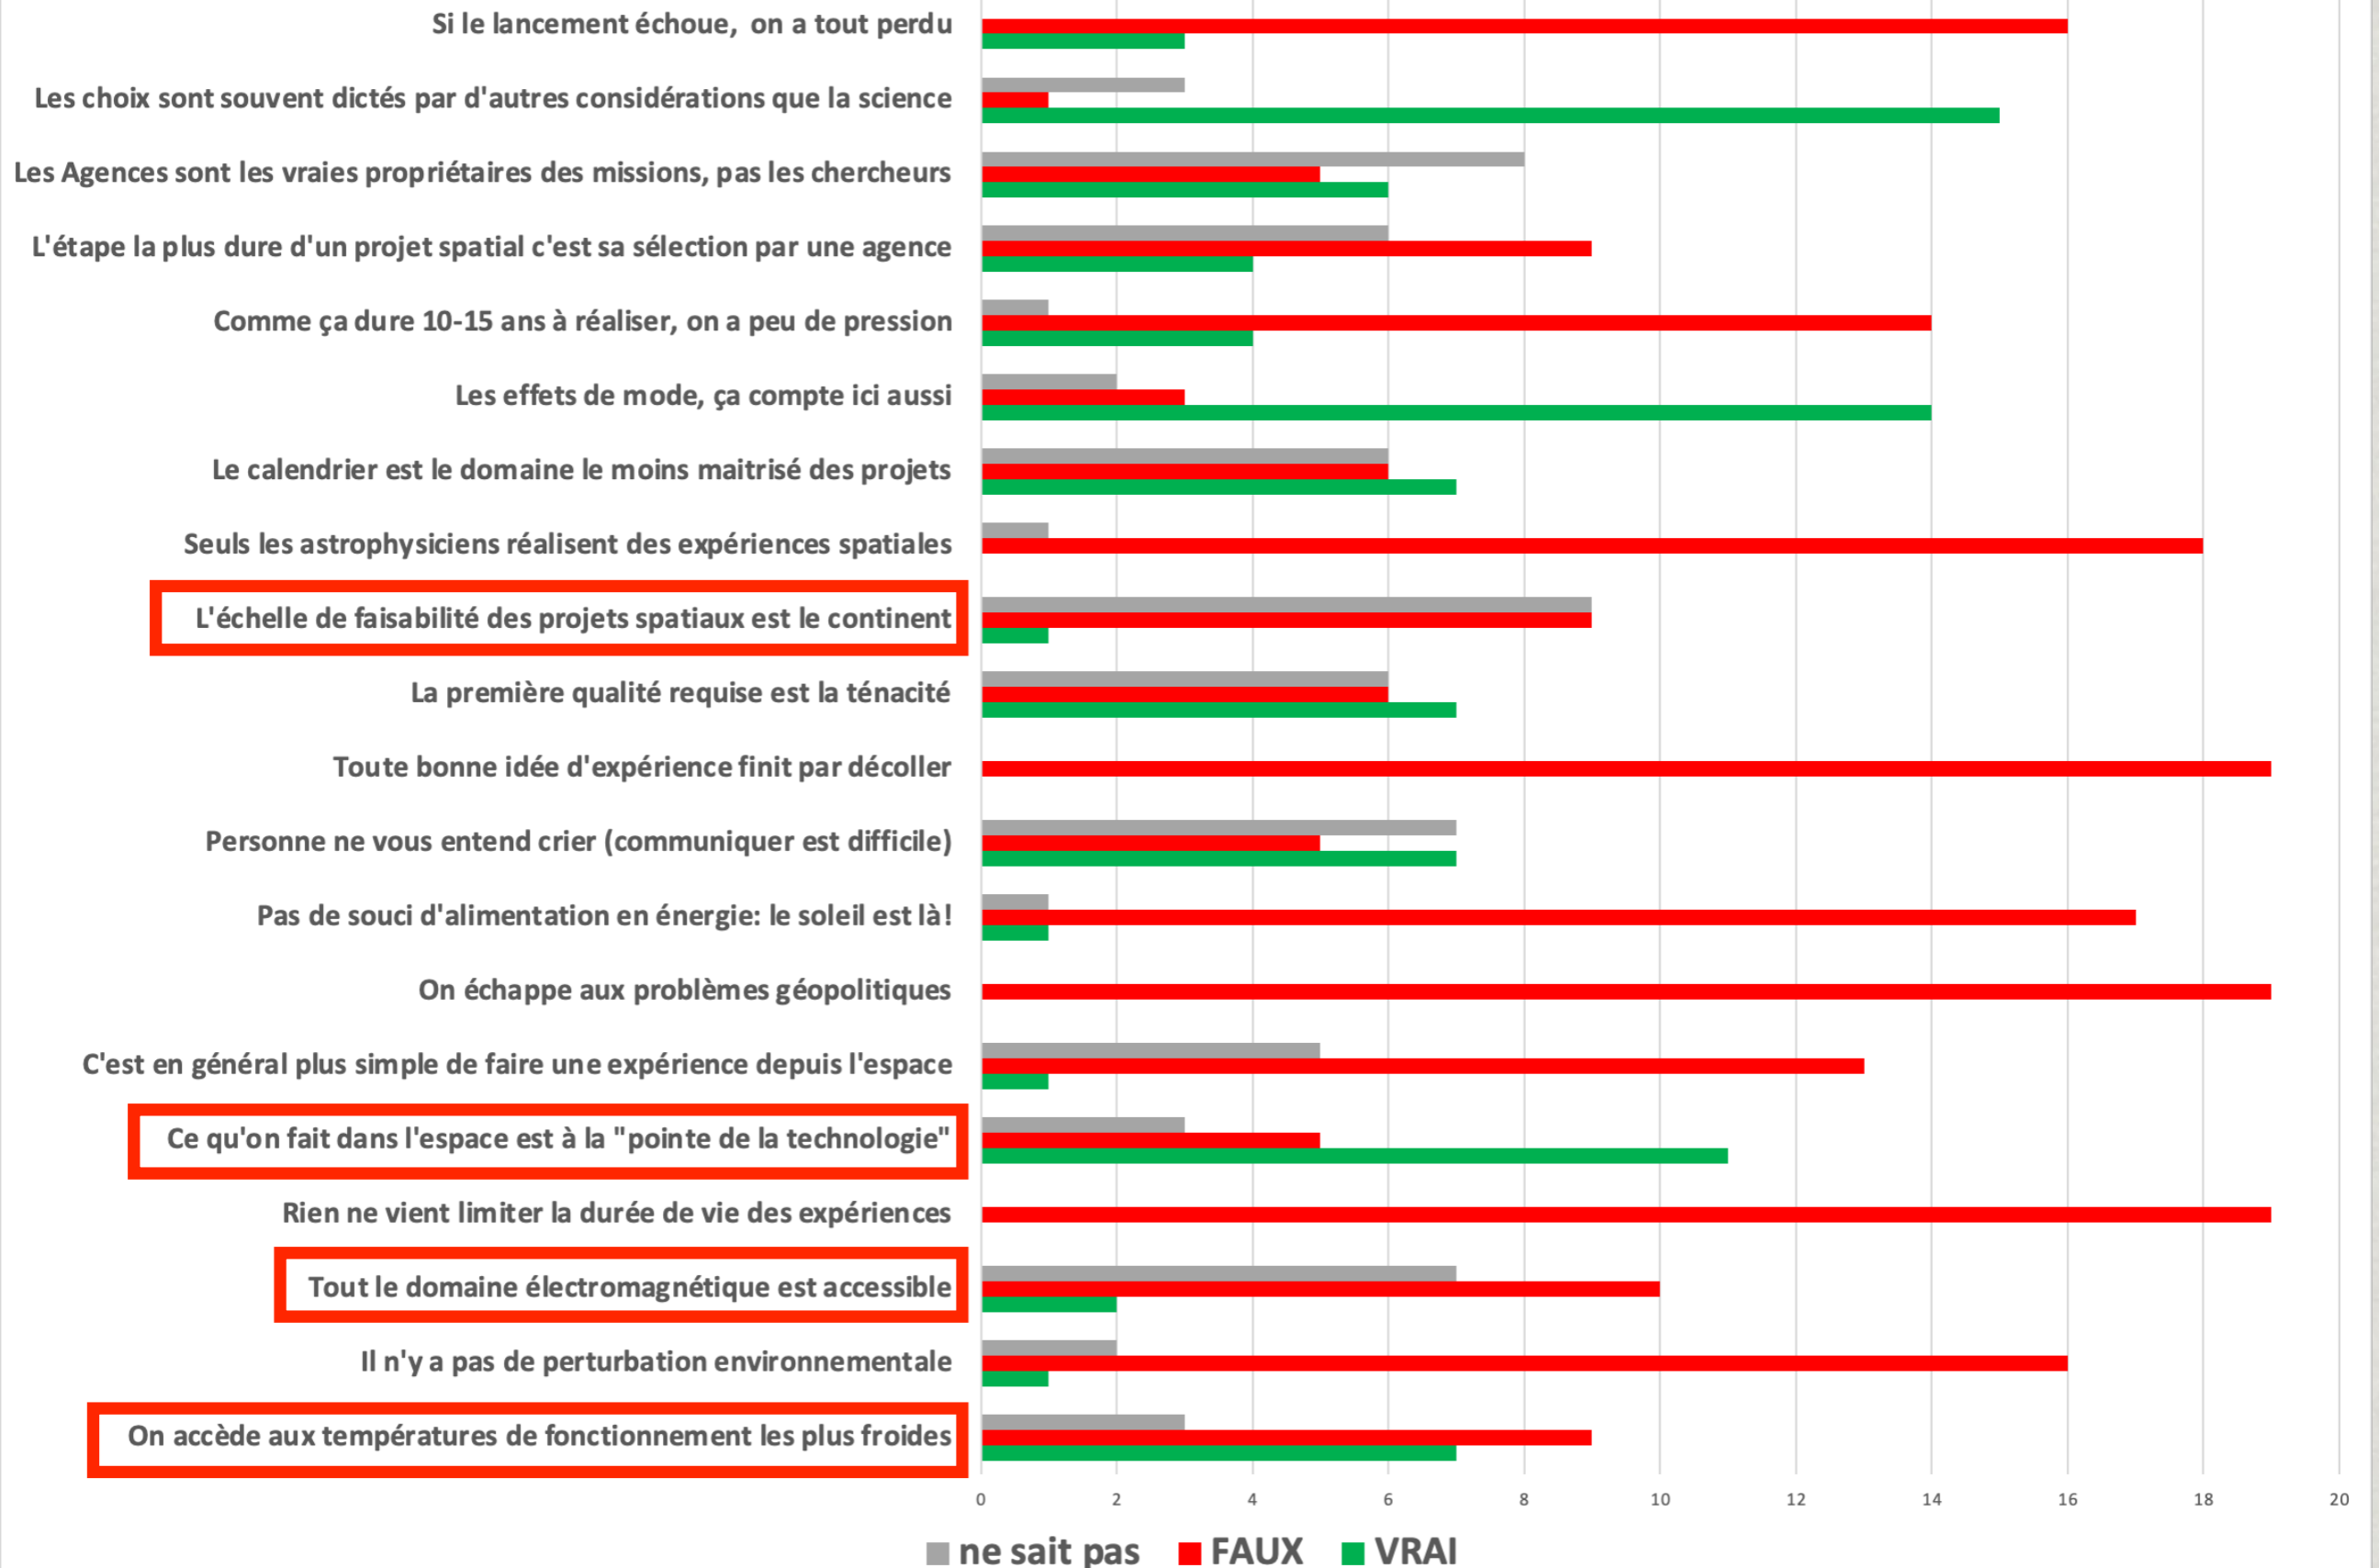 Si le lancement échoue, on a tout perdu
Les choix sont souvent dictés par d'autres considérations que la science
Les Agences sont les vraies propriétaires des missions, pas les chercheurs
L'étape la plus dure d'un projet spatial c'est sa sélection par une agence
Comme ça dure 10-15 ans à réaliser, on a peu de pression
Les effets de mode, ça compte ici aussi
Le calendrier est le domaine le moins maitrisé des projets
Seuls les astrophysiciens réalisent des expériences spatiales
L'échelle de faisabilité des projets spatiaux est le continent
La première qualité requise est la ténacité
Toute bonne idée d'expérience finit par décoller
Personne ne vous entend crier (communiquer est difficile)
Pas de souci d'alimentation en énergie: le soleil est là!
On échappe aux problèmes géopolitiques
C'est en général plus simple de faire une expérience depuis l'espace
Ce qu'on fait dans l'espace est à la "pointe de la technologie"
Rien ne vient limiter la durée de vie des expériences
Tout le domaine électromagnétique est accessible
Il n'y a pas de perturbation environnementale
On accède aux températures de fonctionnement les plus froides
0 2 4 6 8 10 12 14 16 18 20
ne sait pas FAUX VRAI